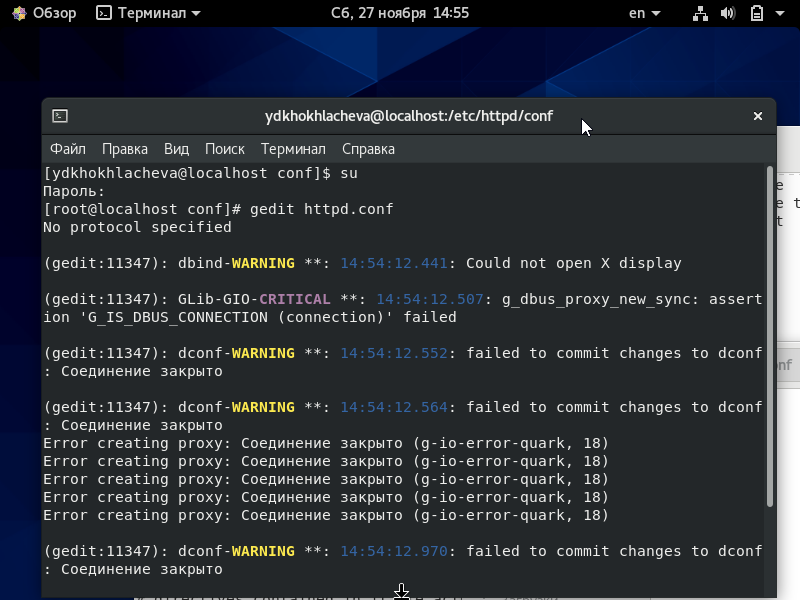 Обзор Терминал Сб, 27 ноября 14:55 en
ydkhokhlacheva@localhost:/etc/httpd/conf
Файл Правка Вид Поиск Терминал Справка
[ydkhokhlacheva@localhost conf]$ su
Пароль:
[root@localhost conf]# gedit httpd.conf
No protocol specified
(gedit:11347): dbind-WARNING **: 14:54:12.441: Could not open X display
(gedit:11347): GLib-GIO-CRITICAL **: 14:54:12.507: g_dbus_proxy_new_sync: assert
ion 'G_IS_DBUS_CONNECTION (connection)' failed
(gedit:11347): dconf-WARNING **: 14:54:12.552: failed to commit changes to dconf
: Соединение закрыто
(gedit:11347): dconf-WARNING **: 14:54:12.564: failed to commit changes to dconf
: Соединение закрыто
Error creating proxy: Соединение закрыто (g-io-error-quark, 18)
Error creating proxy: Соединение закрыто (g-io-error-quark, 18)
Error creating proxy: Соединение закрыто (g-io-error-quark, 18)
Error creating proxy: Соединение закрыто (g-io-error-quark, 18)
Error creating proxy: Соединение закрыто (g-io-error-quark, 18)
(gedit:11347): dconf-WARNING **: 14:54:12.970: failed to commit changes to dconf
: Соединение закрыто